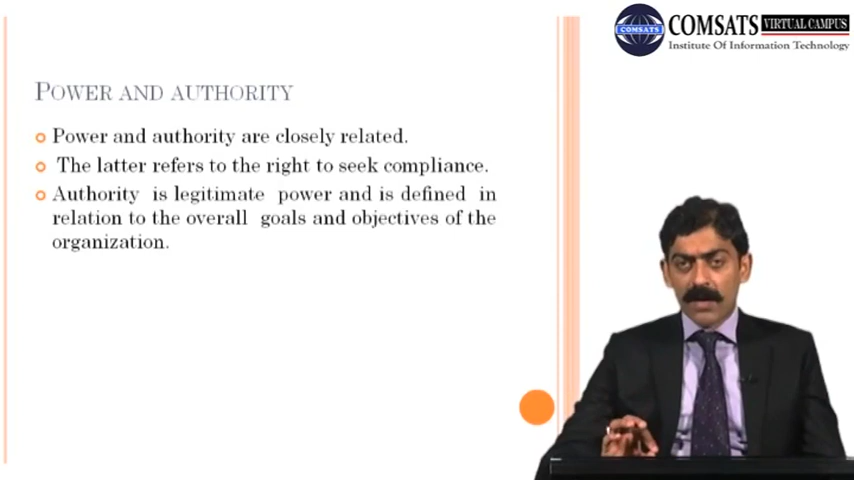 COMSATS
COMSATS VIRTUAL CAMPUS
Institute Of Information Technology
POWER AND AUTHORITY
Power and authority are closely related.
The latter refers to the right to seek compliance.
Authority is legitimate power and is defined in
relation to the overall goals and objectives of the
organization.